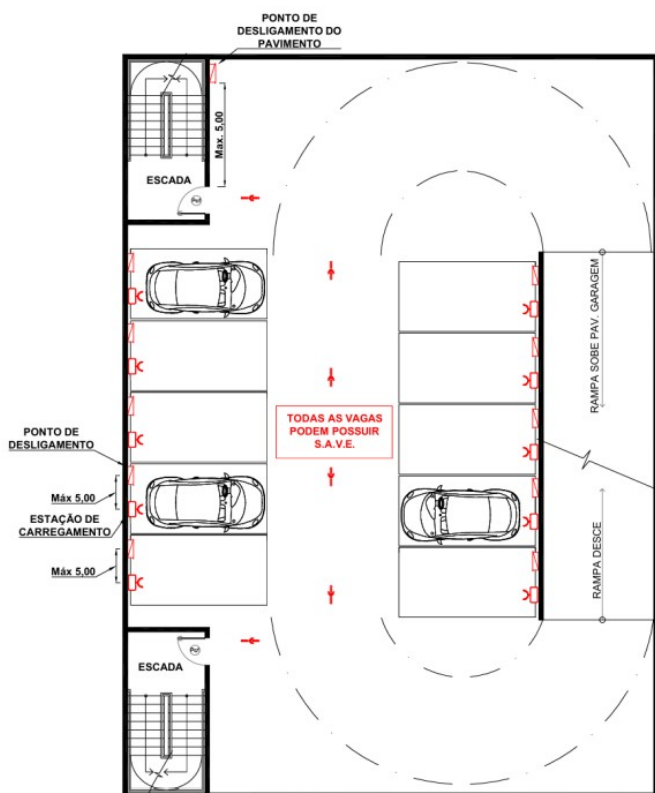 PONTO DE
DESLIGAMENTO DO
PAVIMENTO
Max. 5,00
ESCADA
RAMPA SOBE PAV. GARAGEM
TODAS AS VAGAS
PODEM POSSUIR
S.A.V.E.
PONTO DE
DESLIGAMENTO
Máx 5,00
ESTAÇÃO DE
CARREGAMENTO
Máx 5,00
RAMPA DESCE
ESCADA